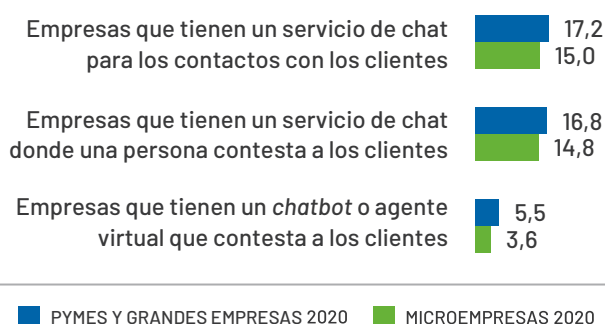 Empresas que tienen un servicio de chat
para los contactos con los clientes
17,2
15,0
Empresas que tienen un servicio de chat
donde una persona contesta a los clientes
16,8
14,8
Empresas que tienen un chatbot o agente
virtual que contesta a los clientes
5,5
3,6
PYMES Y GRANDES EMPRESAS 2020 MICROEMPRESAS 2020